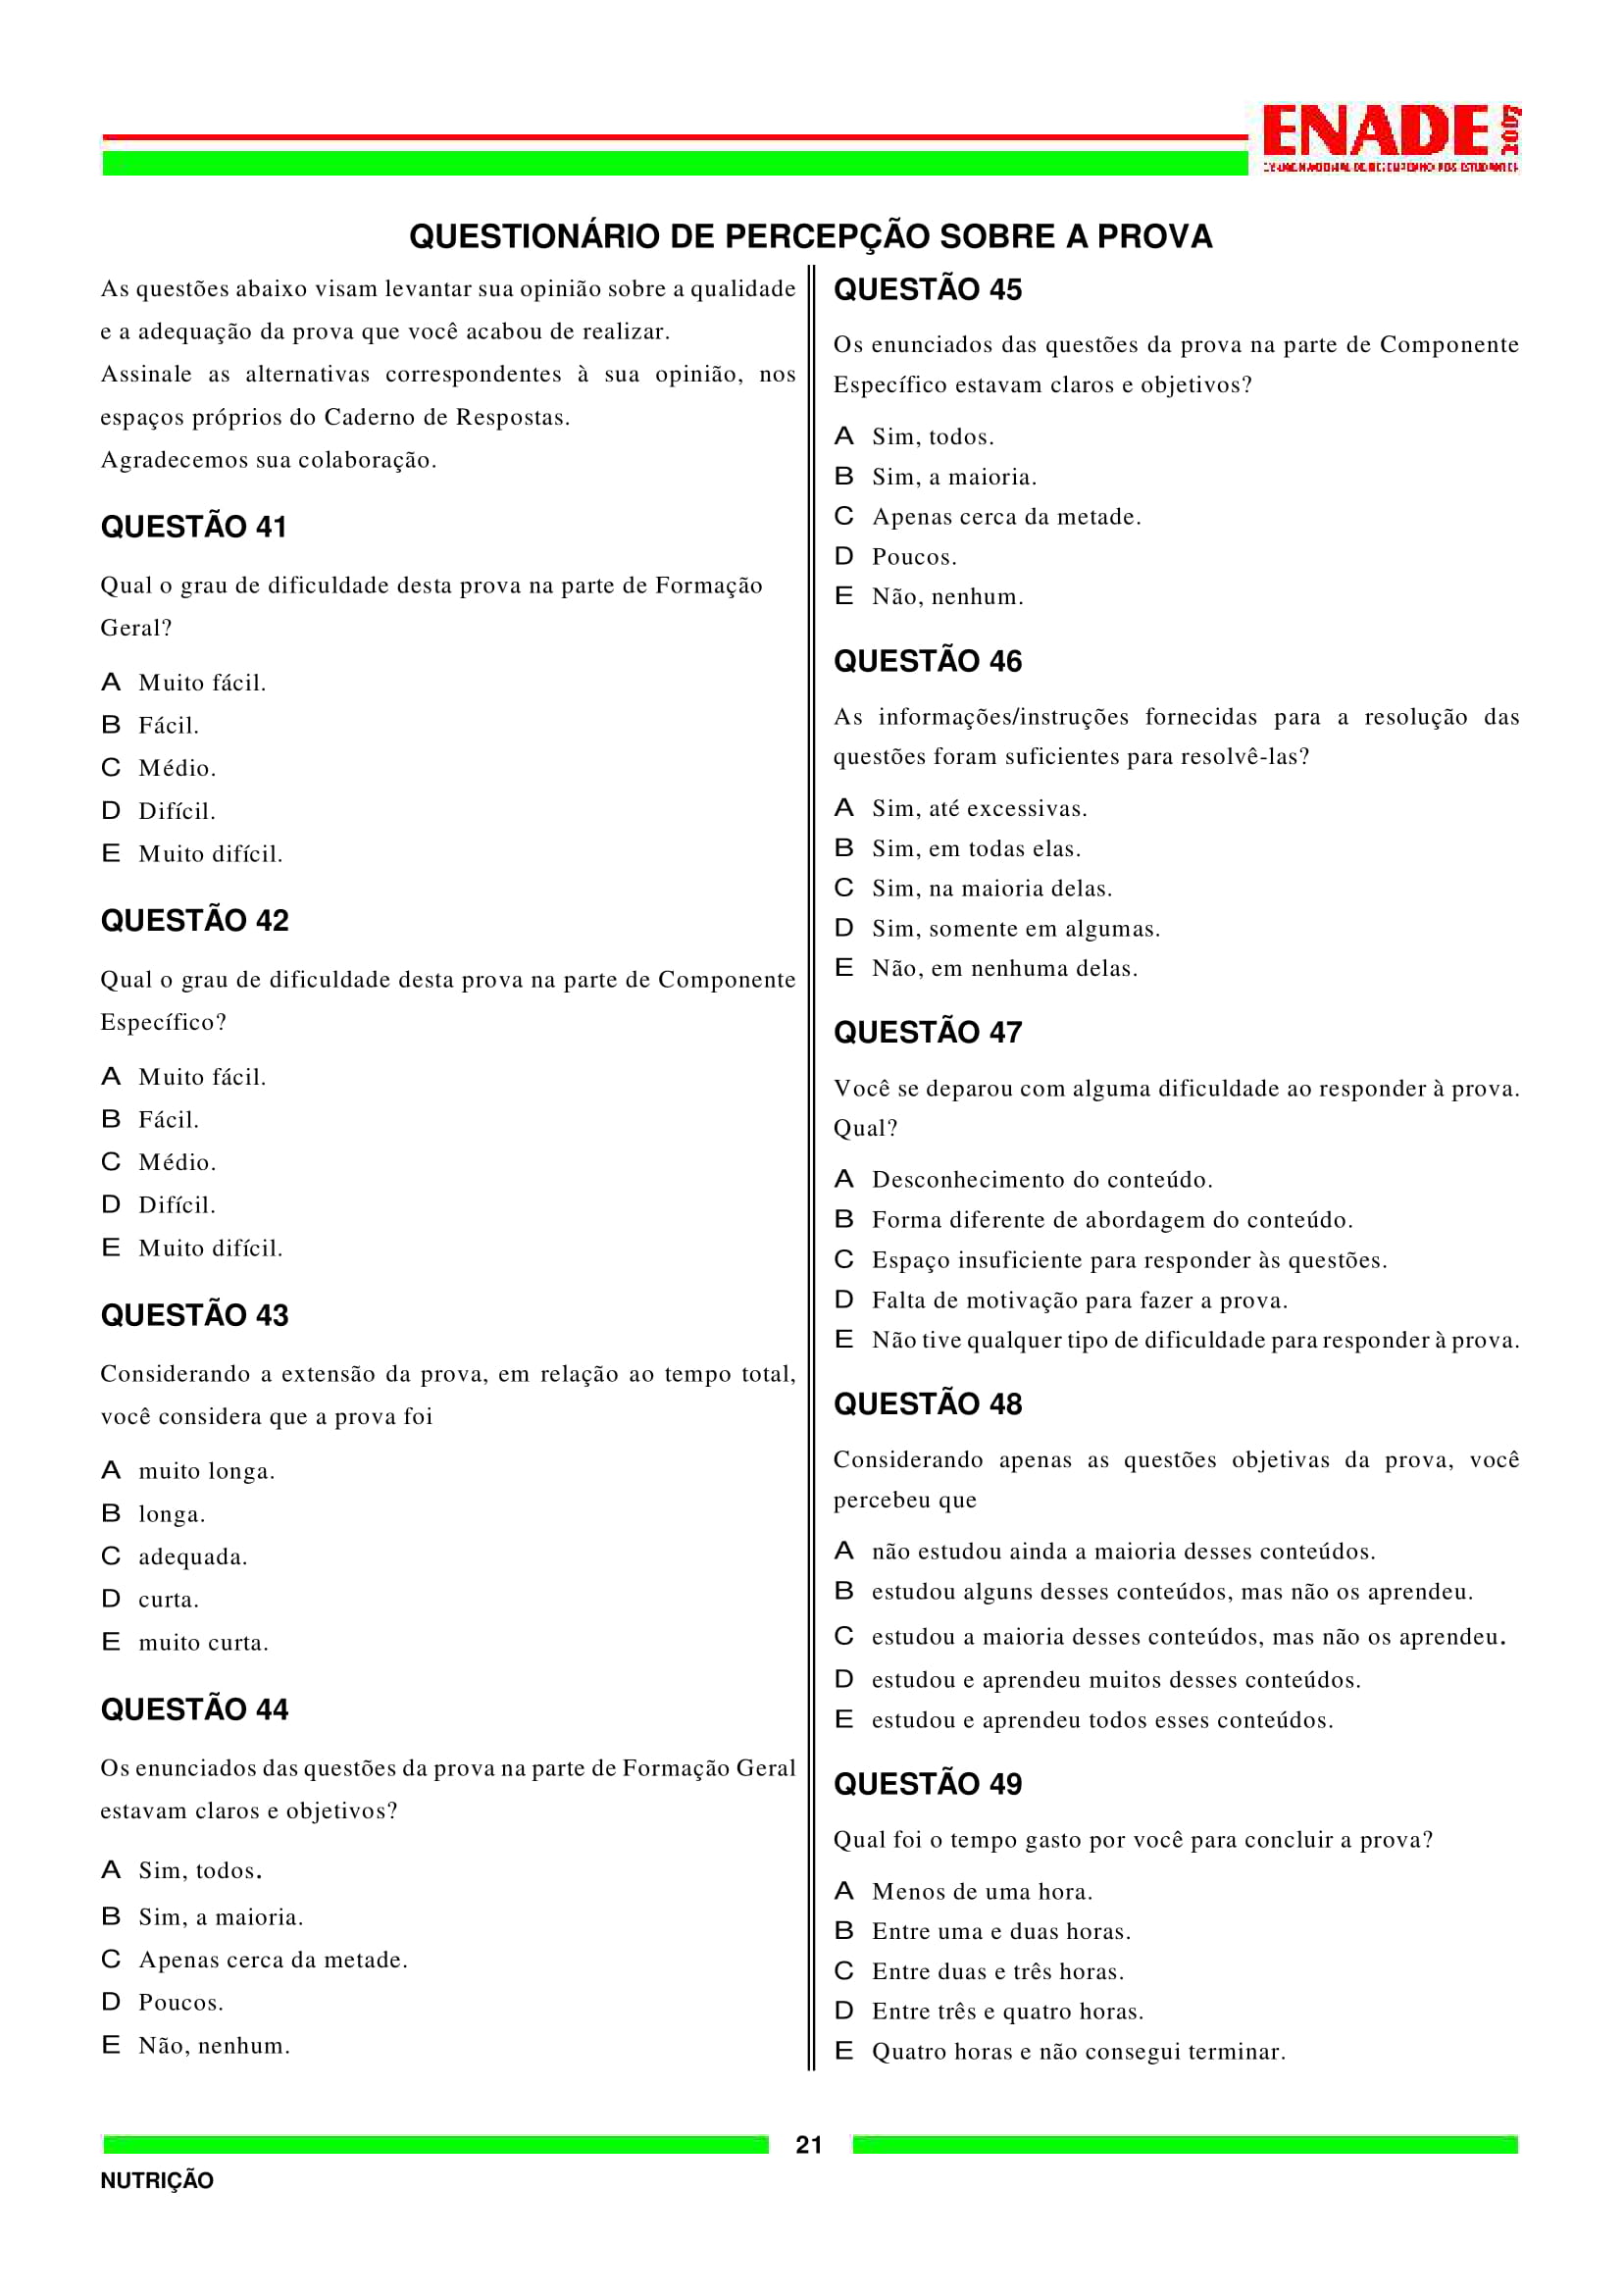 ENADE 2007
EXAME NACIONAL DE DESEMPENHO DOS ESTUDANTES
QUESTIONÁRIO DE PERCEPÇÃO SOBRE A PROVA
As questões abaixo visam levantar sua opinião sobre a qualidade
e a adequação da prova que você acabou de realizar.
Assinale as alternativas correspondentes à sua opinião, nos
espaços próprios do Caderno de Respostas.
Agradecemos sua colaboração.
QUESTÃO 41
Qual o grau de dificuldade desta prova na parte de Formação
Geral?
A Muito fácil.
B Fácil.
C Médio.
D Difícil.
E Muito difícil.
QUESTÃO 42
Qual o grau de dificuldade desta prova na parte de Componente
Específico?
A Muito fácil.
B Fácil.
C Médio.
D Difícil.
E Muito difícil.
QUESTÃO 43
Considerando a extensão da prova, em relação ao tempo total,
você considera que a prova foi
A muito longa.
B longa.
C adequada.
D curta.
E muito curta.
QUESTÃO 44
Os enunciados das questões da prova na parte de Formação Geral
estavam claros e objetivos?
A Sim, todos.
B Sim, a maioria.
C Apenas cerca da metade.
D Poucos.
E Não, nenhum.
QUESTÃO 45
Os enunciados das questões da prova na parte de Componente
Específico estavam claros e objetivos?
A Sim, todos.
B Sim, a maioria.
C Apenas cerca da metade.
D Poucos.
E Não, nenhum.
QUESTÃO 46
As informações/instruções fornecidas para a resolução das
questões foram suficientes para resolvê-las?
A Sim, até excessivas.
B Sim, em todas elas.
C Sim, na maioria delas.
D Sim, somente em algumas.
E Não, em nenhuma delas.
QUESTÃO 47
Você se deparou com alguma dificuldade ao responder à prova.
Qual?
A Desconhecimento do conteúdo.
B Forma diferente de abordagem do conteúdo.
C Espaço insuficiente para responder às questões.
D Falta de motivação para fazer a prova.
E Não tive qualquer tipo de dificuldade para responder à prova.
QUESTÃO 48
Considerando apenas as questões objetivas da prova, você
percebeu que
A não estudou ainda a maioria desses conteúdos.
B estudou alguns desses conteúdos, mas não os aprendeu.
C estudou a maioria desses conteúdos, mas não os aprendeu.
D estudou e aprendeu muitos desses conteúdos.
E estudou e aprendeu todos esses conteúdos.
QUESTÃO 49
Qual foi o tempo gasto por você para concluir a prova?
A Menos de uma hora.
B Entre uma e duas horas.
C Entre duas e três horas.
D Entre três e quatro horas.
E Quatro horas e não consegui terminar.
21
NUTRIÇÃO